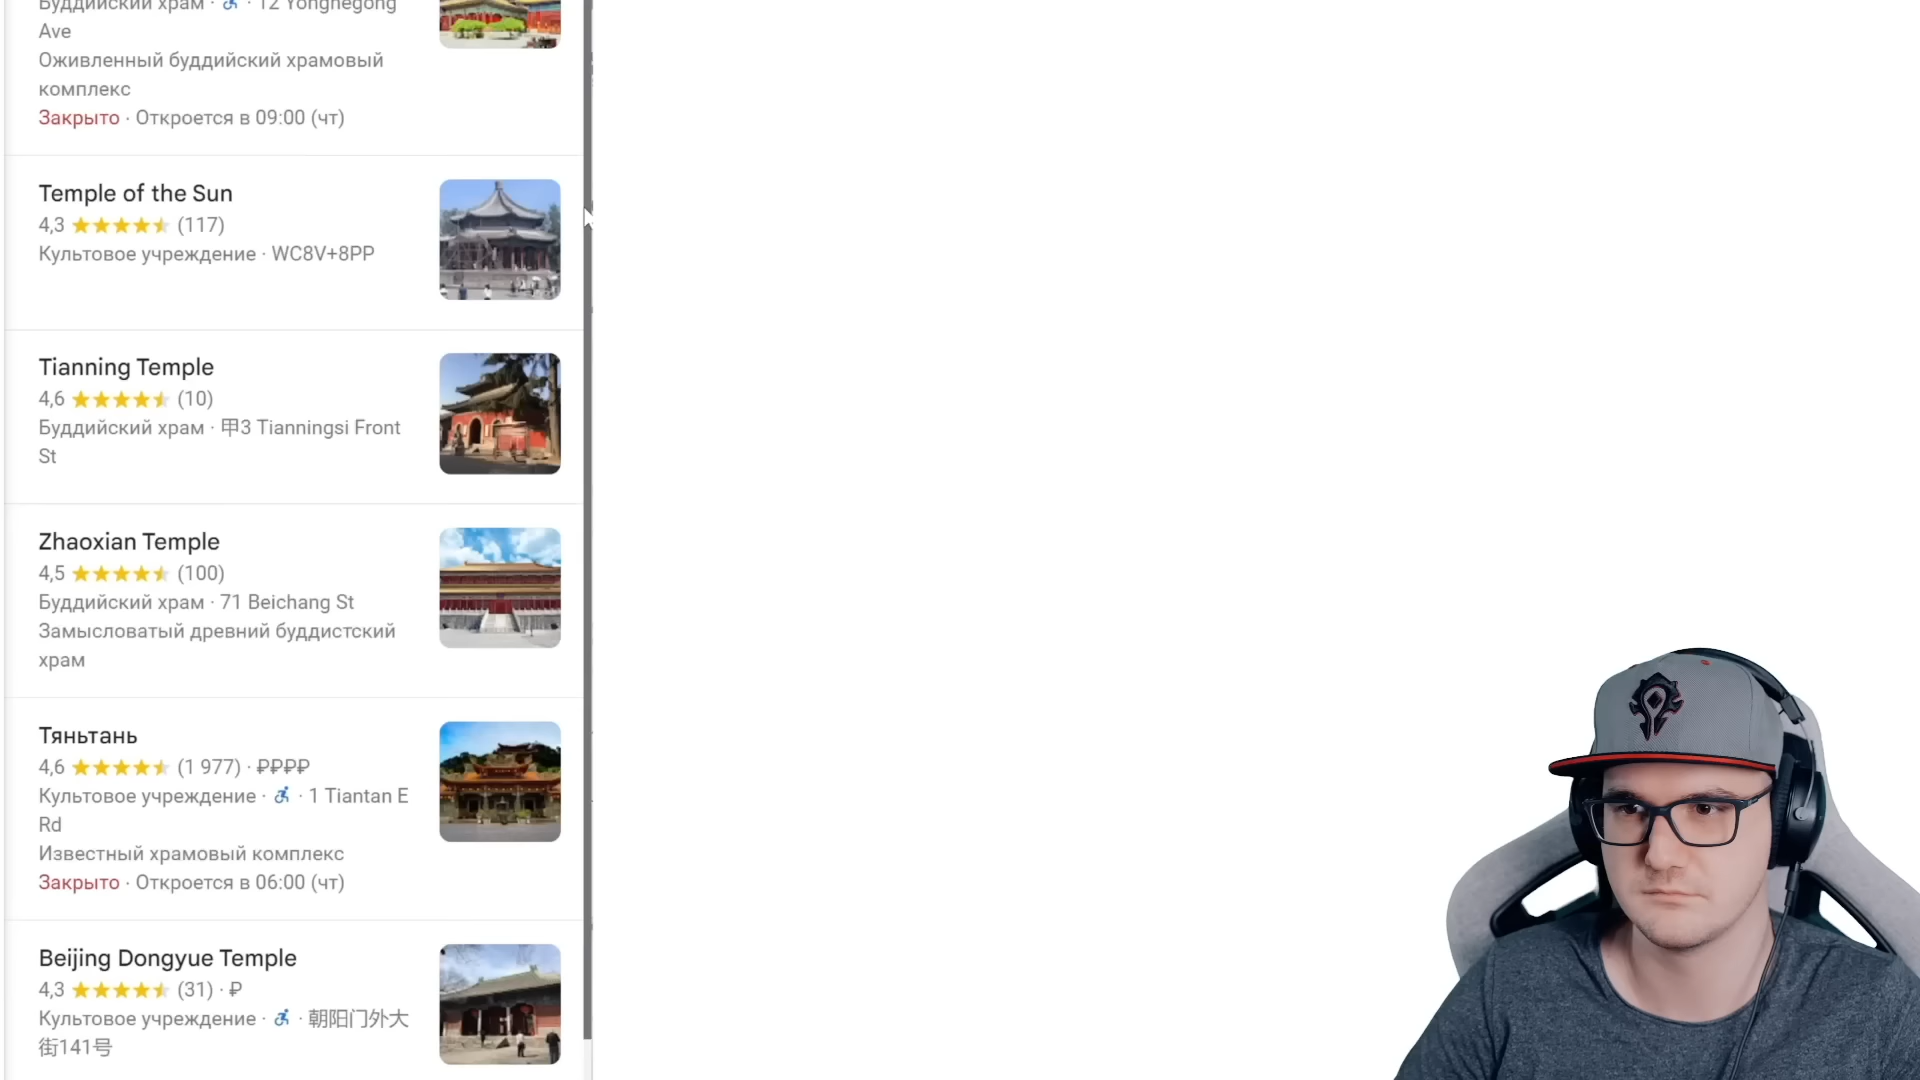 Буддийский храм · 12 Yonghegong
Ave
Оживленный буддийский храмовый
комплекс
Закрыто · Откроется в 09:00 (чт)
Temple of the Sun
4,3 (117)
Культовое учреждение · WC8V+8PP
Tianning Temple
4,6 (10)
Буддийский храм · 甲3 Tianningsi Front
St
Zhaoxian Temple
4,5 (100)
Буддийский храм · 71 Beichang St
Замысловатый древний буддистский
храм
Тяньтань
4,6 (1 977) · ₽₽₽₽
Культовое учреждение · · 1 Tiantan E
Rd
Известный храмовый комплекс
Закрыто · Откроется в 06:00 (чт)
Beijing Dongyue Temple
4,3 (31) · ₽
Культовое учреждение · · 朝阳门外大
街141号